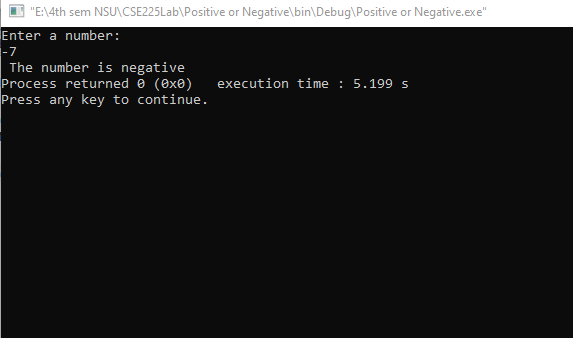 "E:\4th sem NSU\CSE225Lab\Positive or Negative\bin\Debug\Positive or Negative.exe"
Enter a number:
-7
 The number is negative
Process returned 0 (0x0)   execution time : 5.199 s
Press any key to continue.